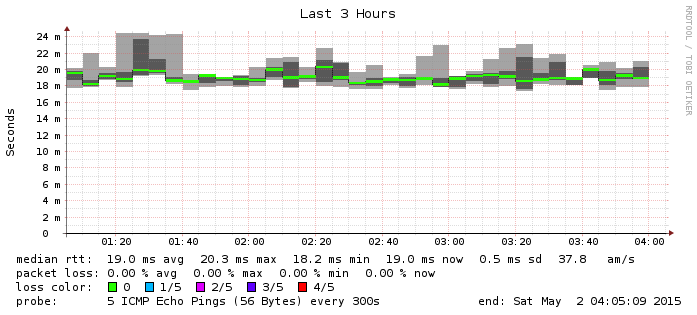 Last 3 Hours
RRDTOOL / TOBI OETIKER
Seconds
24 m
22 m
20 m
18 m
16 m
14 m
12 m
10 m
8 m
6 m
4 m
2 m
0
01:20 01:40 02:00 02:20 02:40 03:00 03:20 03:40 04:00
median rtt: 19.0 ms avg 20.3 ms max 18.2 ms min 19.0 ms now 0.5 ms sd 37.8 am/s
packet loss: 0.00 % avg 0.00 % max 0.00 % min 0.00 % now
loss color: 0 1/5 2/5 3/5 4/5
probe: 5 ICMP Echo Pings (56 Bytes) every 300s end: Sat May 2 04:05:09 2015